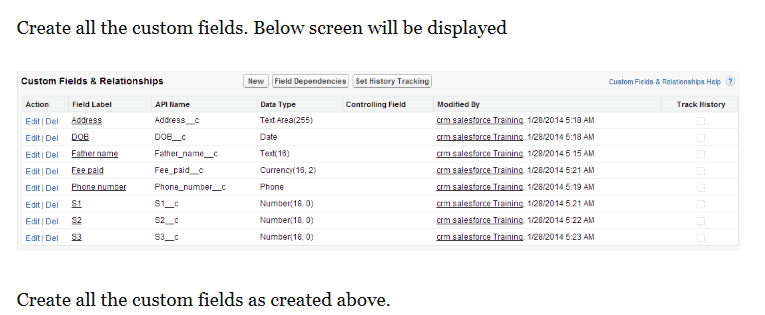 Create all the custom fields. Below screen will be displayed
Custom Fields & Relationships New Field Dependencies Set History Tracking Custom Fields & Relationships Help ?
Action Field Label API Name Data Type Controlling Field Modified By Track History
Edit | Del Address Address__c Text Area(255) crm salesforce Training, 1/28/2014 5:18 AM
Edit | Del DOB DOB__c Date crm salesforce Training, 1/28/2014 5:18 AM
Edit | Del Father name Father_name__c Text(16) crm salesforce Training, 1/28/2014 5:15 AM
Edit | Del Fee paid Fee_paid__c Currency(16, 2) crm salesforce Training, 1/28/2014 5:21 AM
Edit | Del Phone number Phone_number__c Phone crm salesforce Training, 1/28/2014 5:19 AM
Edit | Del S1 S1__c Number(18, 0) crm salesforce Training, 1/28/2014 5:21 AM
Edit | Del S2 S2__c Number(18, 0) crm salesforce Training, 1/28/2014 5:22 AM
Edit | Del S3 S3__c Number(18, 0) crm salesforce Training, 1/28/2014 5:23 AM
Create all the custom fields as created above.